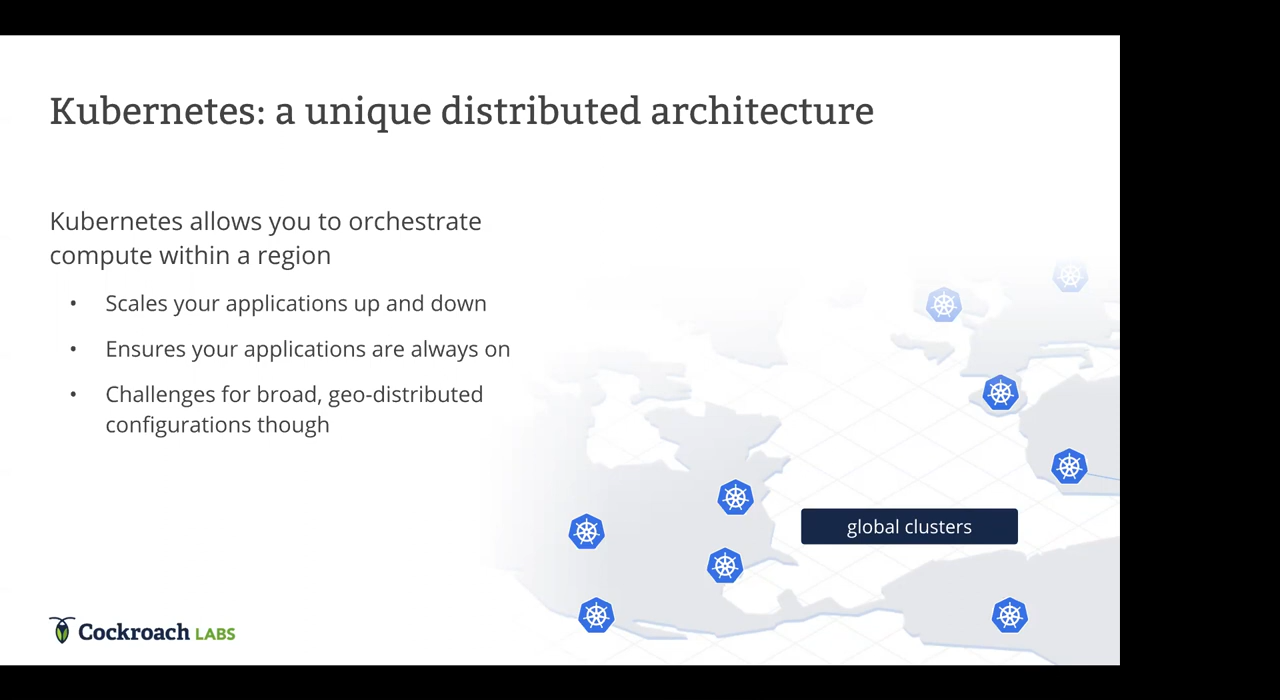 Kubernetes: a unique distributed architecture
Kubernetes allows you to orchestrate
compute within a region
• Scales your applications up and down
• Ensures your applications are always on
• Challenges for broad, geo-distributed
configurations though
global clusters
Cockroach LABS